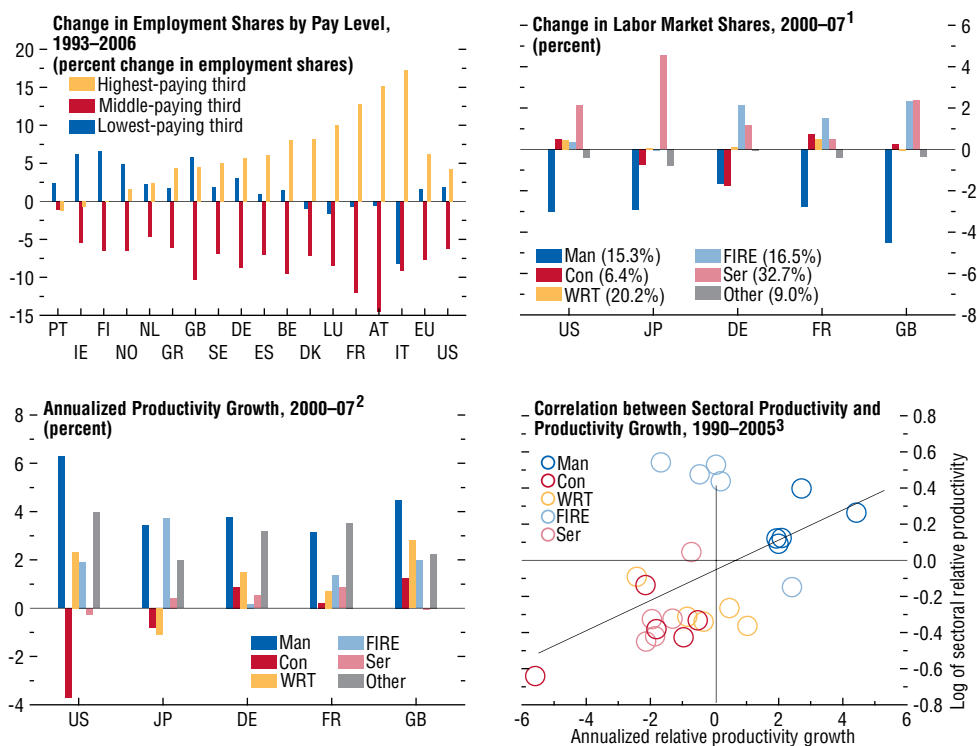 Change in Employment Shares by Pay Level,
1993–2006
(percent change in employment shares)
20
15
10
5
0
-5
-10
-15
Highest-paying third
Middle-paying third
Lowest-paying third
PT FI NL GB DE BE LU AT EU
IE NO GR SE ES DK FR IT US
Change in Labor Market Shares, 2000–07¹
(percent)
6
4
2
0
-2
-4
-6
-8
Man (15.3%)
Con (6.4%)
WRT (20.2%)
FIRE (16.5%)
Ser (32.7%)
Other (9.0%)
US JP DE FR GB
Annualized Productivity Growth, 2000–07²
(percent)
8
6
4
2
0
-2
-4
Man
Con
WRT
FIRE
Ser
Other
US JP DE FR GB
Correlation between Sectoral Productivity and
Productivity Growth, 1990–2005³
Man
Con
WRT
FIRE
Ser
0.8
0.6
0.4
0.2
0.0
-0.2
-0.4
-0.6
-0.8
Log of sectoral relative productivity
-6 -4 -2 0 2 4 6
Annualized relative productivity growth